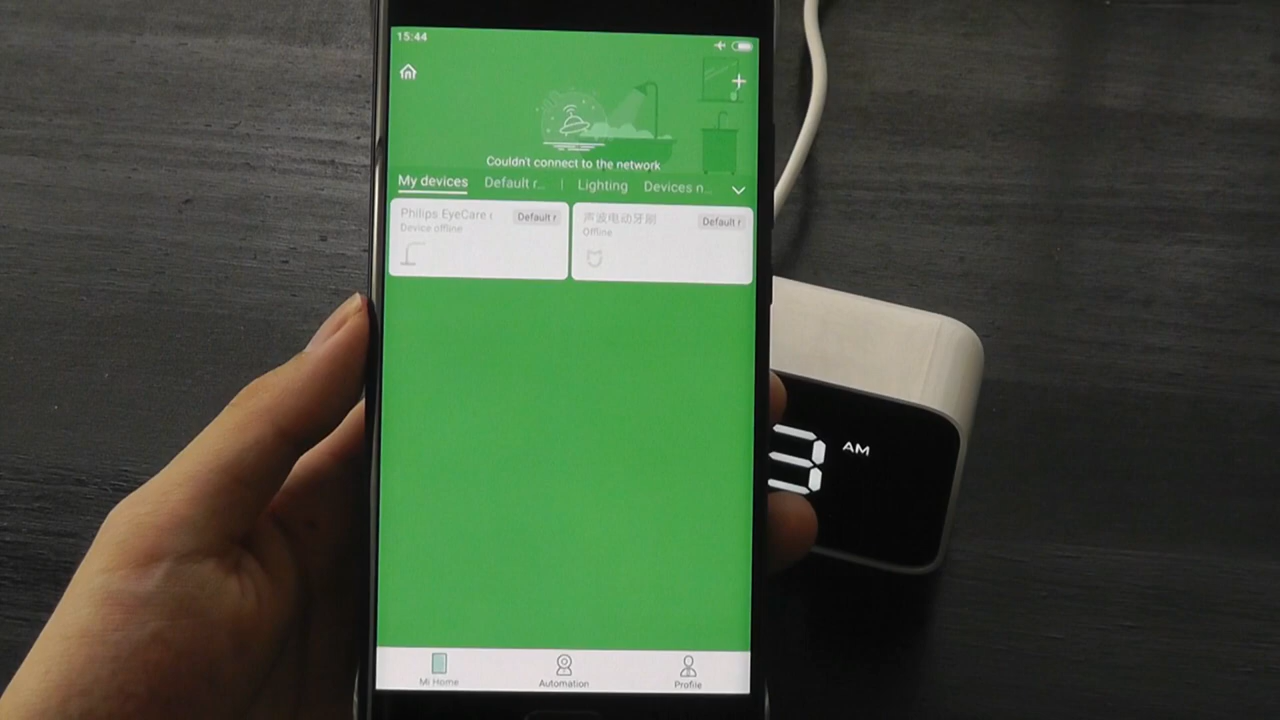 15:44
Couldn't connect to the network
My devices Default r... | Lighting Devices n...
Philips EyeCare Default r
Device offline
声波电动牙刷 Default r
Offline
3 AM
Mi Home Automation Profile